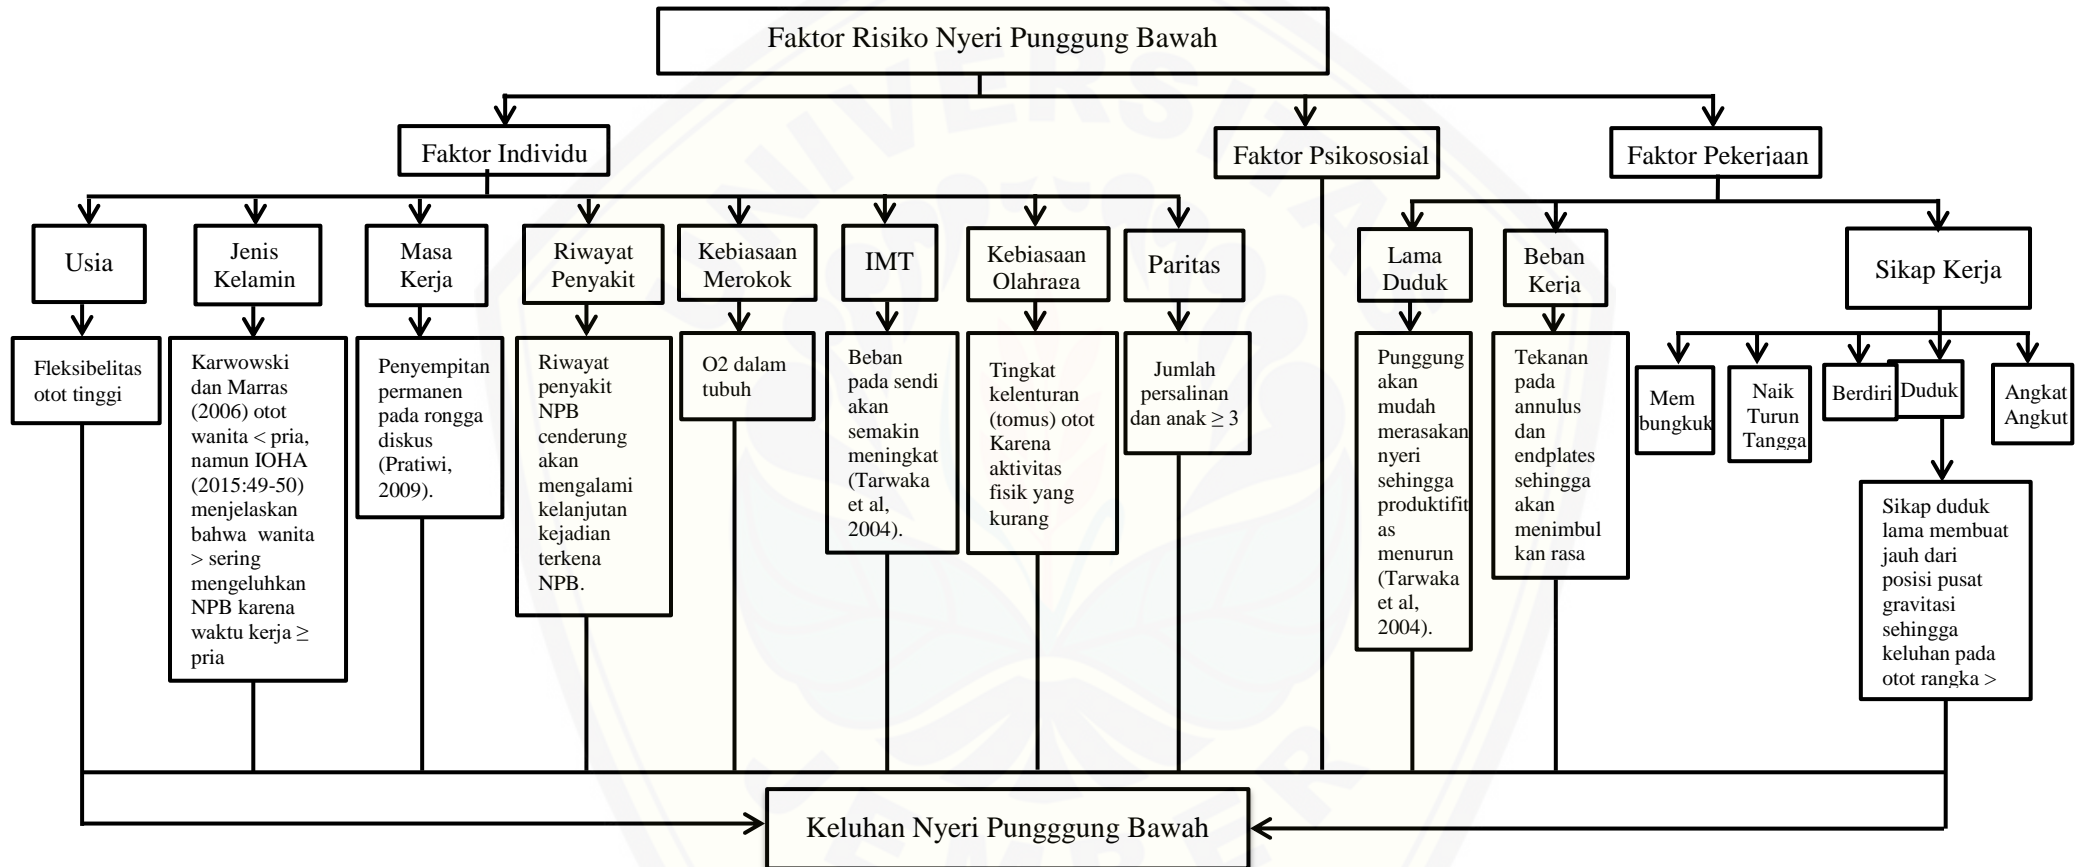 Faktor Risiko Nyeri Punggung Bawah
Faktor Individu
Faktor Psikososial
Faktor Pekerjaan
Usia
Jenis
Kelamin
Masa
Kerja
Riwayat
Penyakit
Kebiasaan
Merokok
IMT
Kebiasaan
Olahraga
Paritas
Lama
Duduk
Beban
Kerja
Sikap Kerja
Fleksibelitas
otot tinggi
Karwowski
dan Marras
(2006) otot
wanita < pria,
namun IOHA
(2015:49-50)
menjelaskan
bahwa wanita
> sering
mengeluhkan
NPB karena
waktu kerja ≥
pria
Penyempitan
permanen
pada rongga
diskus
(Pratiwi,
2009).
Riwayat
penyakit
NPB
cenderung
akan
mengalami
kelanjutan
kejadian
terkena
NPB.
O2 dalam
tubuh
Beban
pada sendi
akan
semakin
meningkat
(Tarwaka
et al,
2004).
Tingkat
kelenturan
(tomus) otot
Karena
aktivitas
fisik yang
kurang
Jumlah
persalinan
dan anak ≥ 3
Punggung
akan
mudah
merasakan
nyeri
sehingga
produktifit
as
menurun
(Tarwaka
et al,
2004).
Tekanan
pada
annulus
dan
endplates
sehingga
akan
menimbul
kan rasa
Mem
bungkuk
Naik
Turun
Tangga
Berdiri
Duduk
Angkat
Angkut
Sikap duduk
lama membuat
jauh dari
posisi pusat
gravitasi
sehingga
keluhan pada
otot rangka >
Keluhan Nyeri Pungggung Bawah
UNIVERSITAS
JEMBER